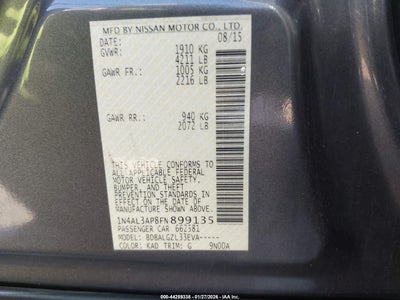 MFD BY NISSAN MOTOR CO., LTD.
DATE: 08/15
GVWR: 1910 KG
4211 LB
GAWR FR.: 1005 KG
2216 LB
GAWR RR.: 940 KG
2072 LB
THIS VEHICLE CONFORMS
TO ALL APPLICABLE FEDERAL
MOTOR VEHICLE SAFETY,
BUMPER, AND THEFT
PREVENTION STANDARDS
IN EFFECT ON THE DATE OF
MANUFACTURE SHOWN ABOVE.
1N4AL3AP8FN899135
PASSENGER CAR 662381
MODEL: BDBALGZL33EVA-----
COLOR: KAD TRIM: G 9N00A
ID: 44209338 - 01/27/2026 - IAA